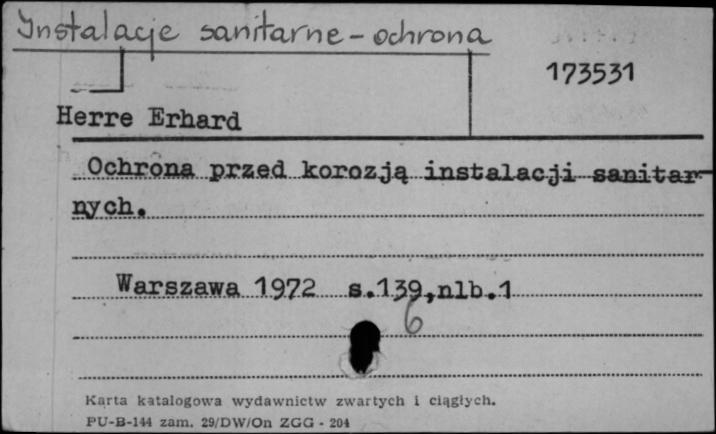 Instalacje sanitarne - ochrona
173531
Herre Erhard
Ochrona przed korozją instalacji sanitar-
nych.
Warszawa 1972 s.139,nlb.1
6
Karta katalogowa wydawnictw zwartych i ciągłych.
PU-B-144 zam. 29/DW/On ZGG - 204